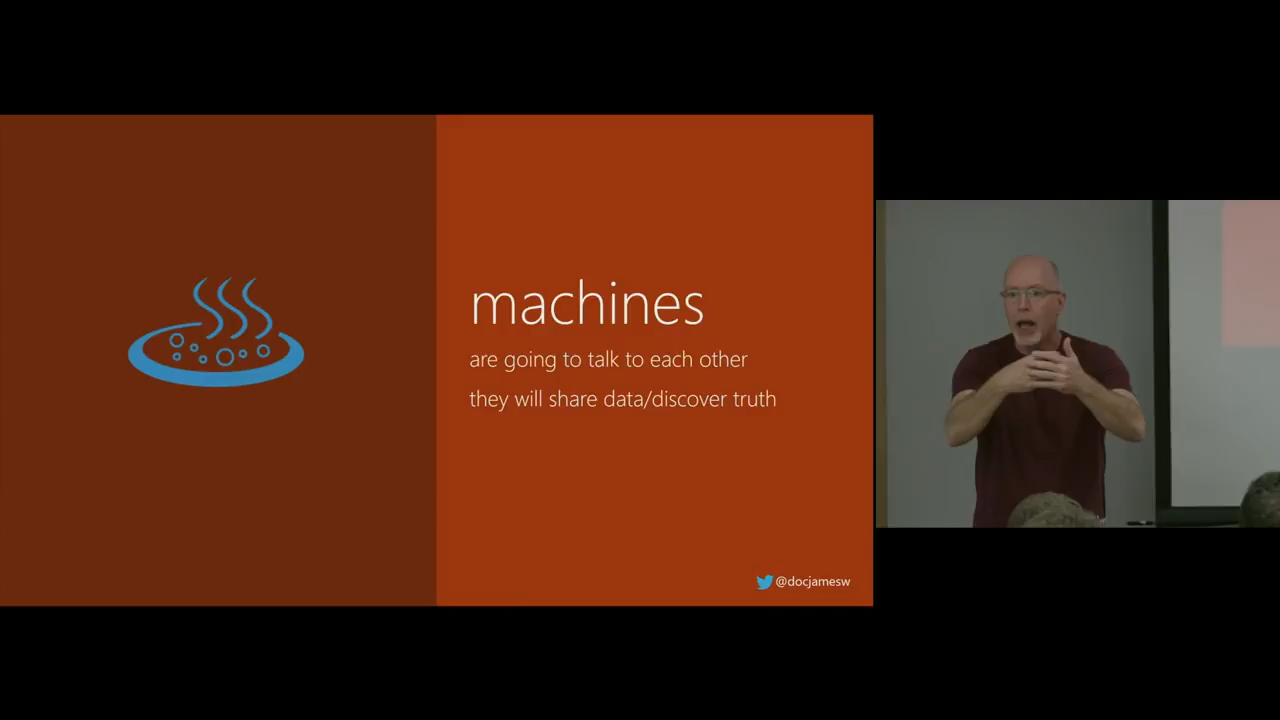 machines
are going to talk to each other
they will share data/discover truth
@docjamesw